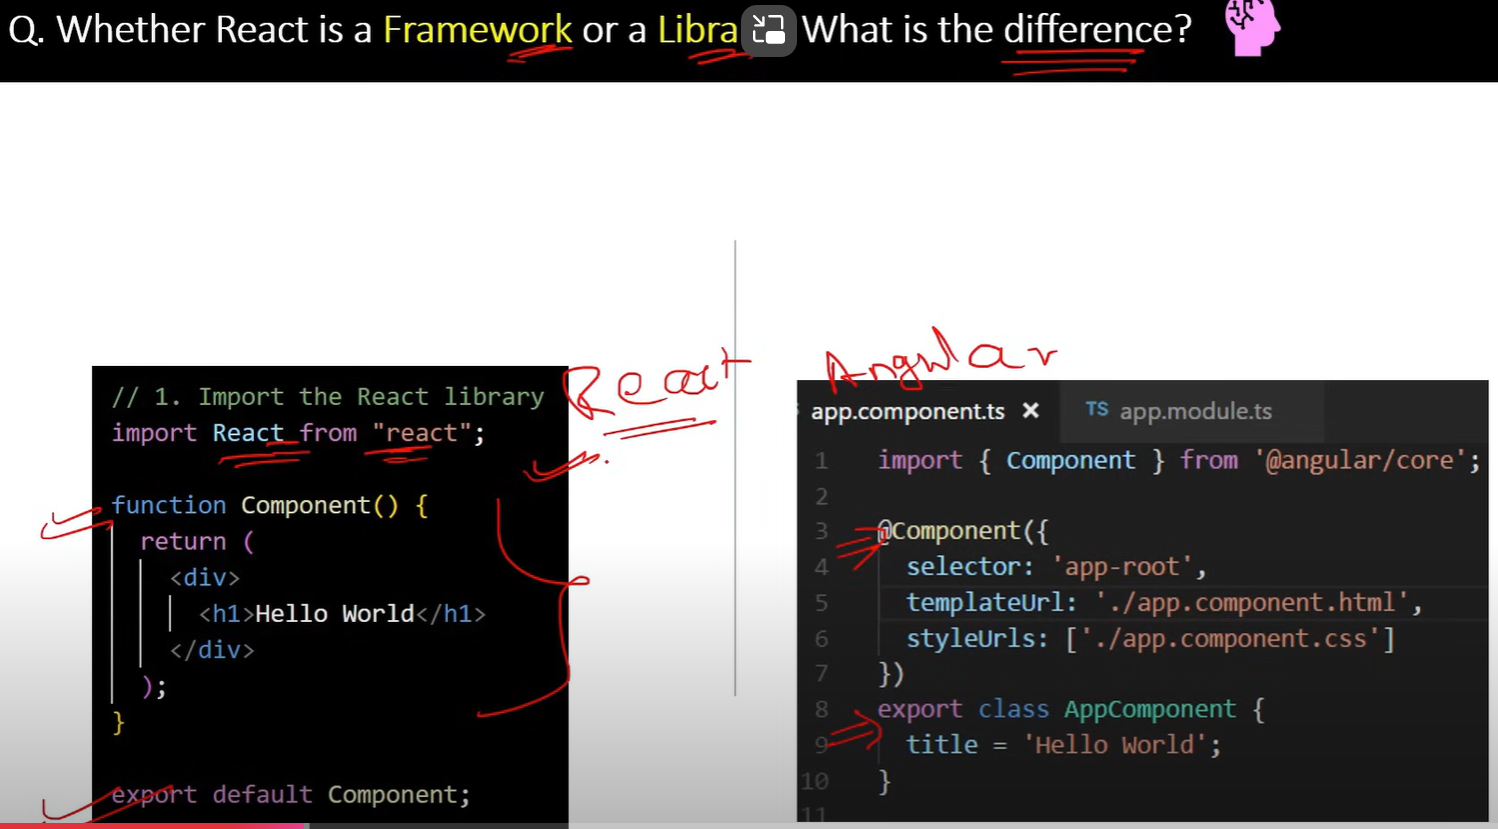 Q. Whether React is a Framework or a Libra What is the difference?
React
Angular
// 1. Import the React library
import React from "react";
function Component() {
return (
<div>
<h1>Hello World</h1>
</div>
);
}
export default Component;
app.component.ts × TS app.module.ts
1 import { Component } from '@angular/core';
2
3 @Component({
4 selector: 'app-root',
5 templateUrl: './app.component.html',
6 styleUrls: ['./app.component.css']
7 })
8 export class AppComponent {
9 title = 'Hello World';
10 }
11